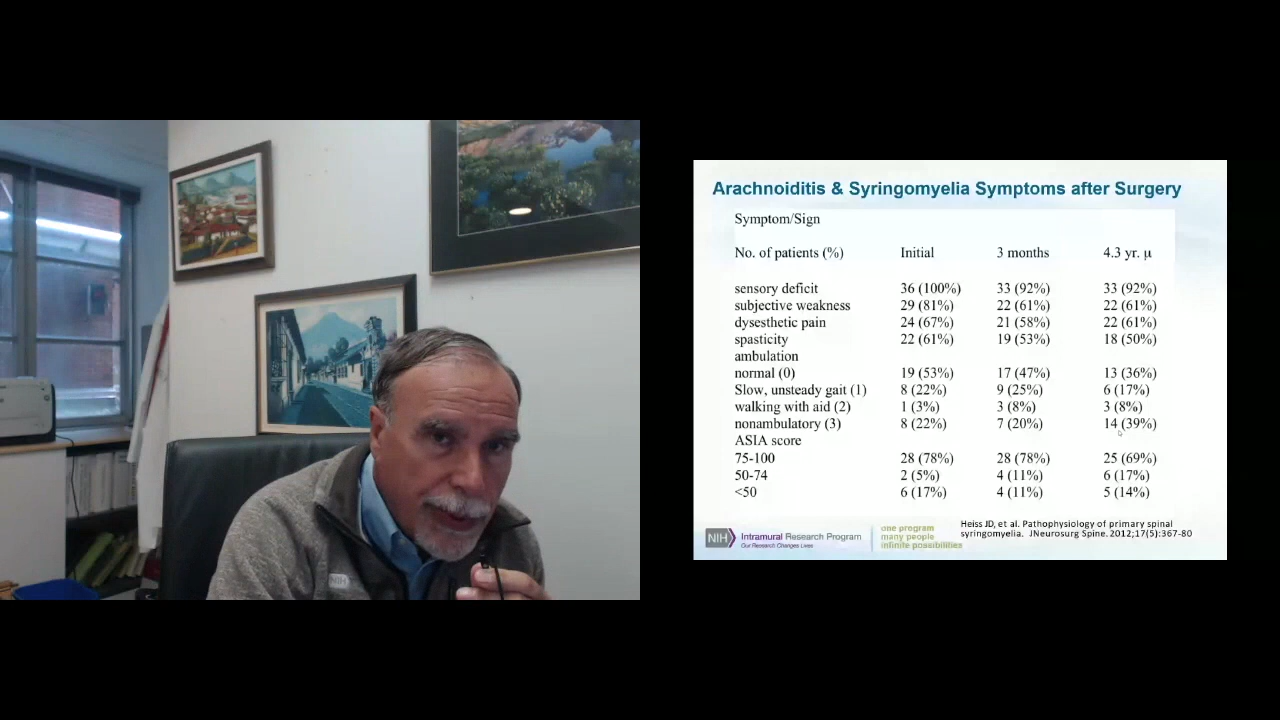 NIH
Arachnoiditis & Syringomyelia Symptoms after Surgery
Symptom/Sign
No. of patients (%) Initial 3 months 4.3 yr. µ
sensory deficit 36 (100%) 33 (92%) 33 (92%)
subjective weakness 29 (81%) 22 (61%) 22 (61%)
dysesthetic pain 24 (67%) 21 (58%) 22 (61%)
spasticity 22 (61%) 19 (53%) 18 (50%)
ambulation
normal (0) 19 (53%) 17 (47%) 13 (36%)
Slow, unsteady gait (1) 8 (22%) 9 (25%) 6 (17%)
walking with aid (2) 1 (3%) 3 (8%) 3 (8%)
nonambulatory (3) 8 (22%) 7 (20%) 14 (39%)
ASIA score
75-100 28 (78%) 28 (78%) 25 (69%)
50-74 2 (5%) 4 (11%) 6 (17%)
<50 6 (17%) 4 (11%) 5 (14%)
NIH Intramural Research Program
Our Research Changes Lives
one program
many people
infinite possibilities
Heiss JD, et al. Pathophysiology of primary spinal
syringomyelia. JNeurosurg Spine. 2012;17(5):367-80